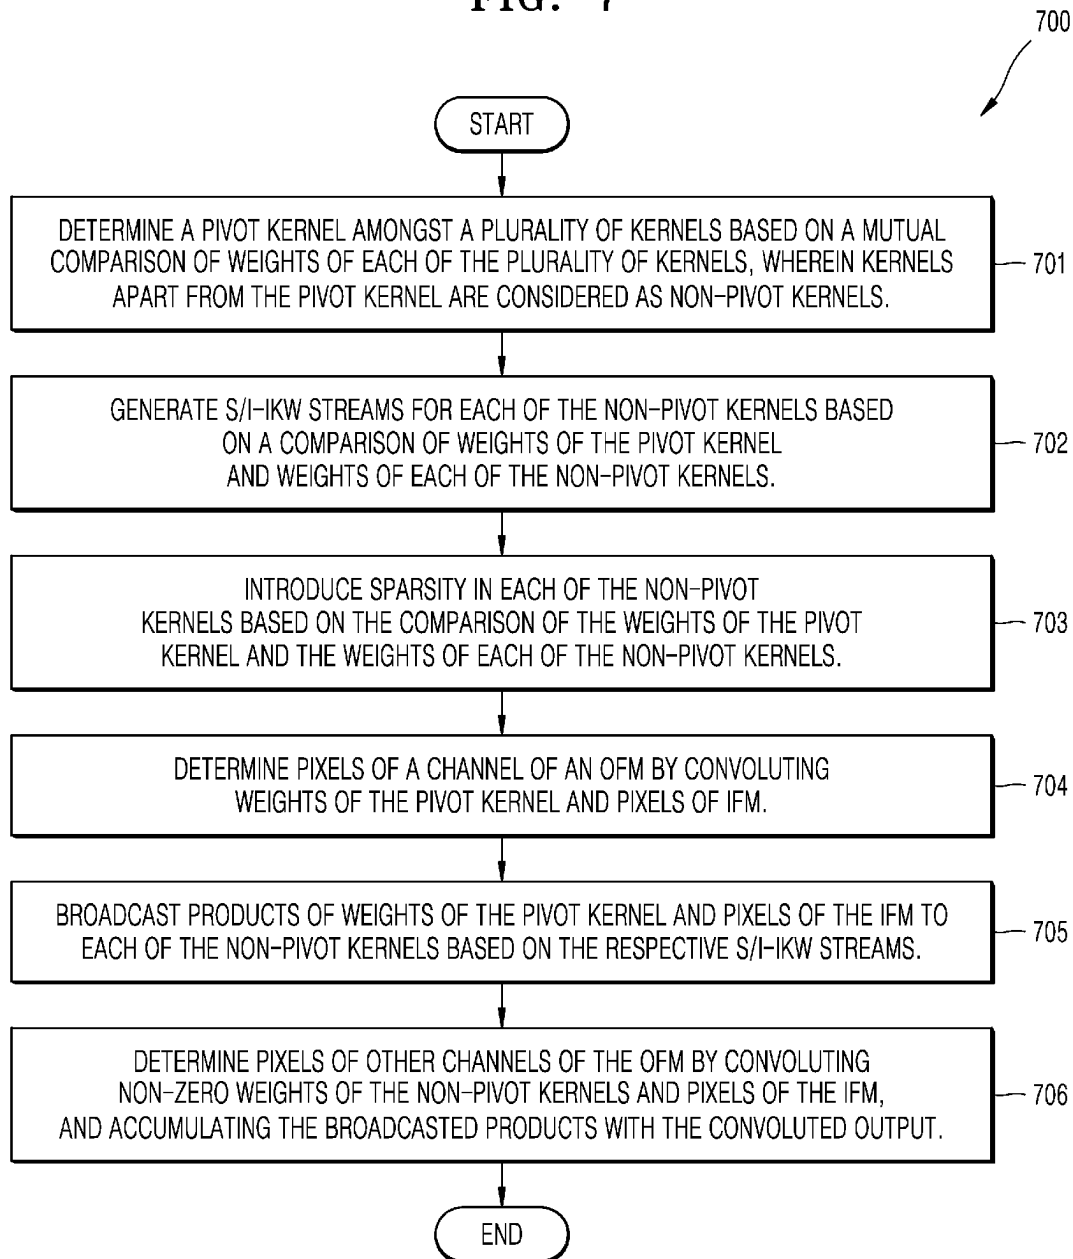 FIG. 7
700
START
DETERMINE A PIVOT KERNEL AMONGST A PLURALITY OF KERNELS BASED ON A MUTUAL
COMPARISON OF WEIGHTS OF EACH OF THE PLURALITY OF KERNELS, WHEREIN KERNELS
APART FROM THE PIVOT KERNEL ARE CONSIDERED AS NON-PIVOT KERNELS.
701
GENERATE S/I-IKW STREAMS FOR EACH OF THE NON-PIVOT KERNELS BASED
ON A COMPARISON OF WEIGHTS OF THE PIVOT KERNEL
AND WEIGHTS OF EACH OF THE NON-PIVOT KERNELS.
702
INTRODUCE SPARSITY IN EACH OF THE NON-PIVOT
KERNELS BASED ON THE COMPARISON OF THE WEIGHTS OF THE PIVOT
KERNEL AND THE WEIGHTS OF EACH OF THE NON-PIVOT KERNELS.
703
DETERMINE PIXELS OF A CHANNEL OF AN OFM BY CONVOLUTING
WEIGHTS OF THE PIVOT KERNEL AND PIXELS OF IFM.
704
BROADCAST PRODUCTS OF WEIGHTS OF THE PIVOT KERNEL AND PIXELS OF THE IFM TO
EACH OF THE NON-PIVOT KERNELS BASED ON THE RESPECTIVE S/I-IKW STREAMS.
705
DETERMINE PIXELS OF OTHER CHANNELS OF THE OFM BY CONVOLUTING
NON-ZERO WEIGHTS OF THE NON-PIVOT KERNELS AND PIXELS OF THE IFM,
AND ACCUMULATING THE BROADCASTED PRODUCTS WITH THE CONVOLUTED OUTPUT.
706
END